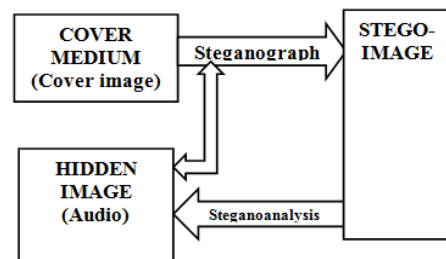 COVER
MEDIUM
(Cover image)
Steganograph
STEGO-
IMAGE
HIDDEN
IMAGE
(Audio)
Steganoanalysis